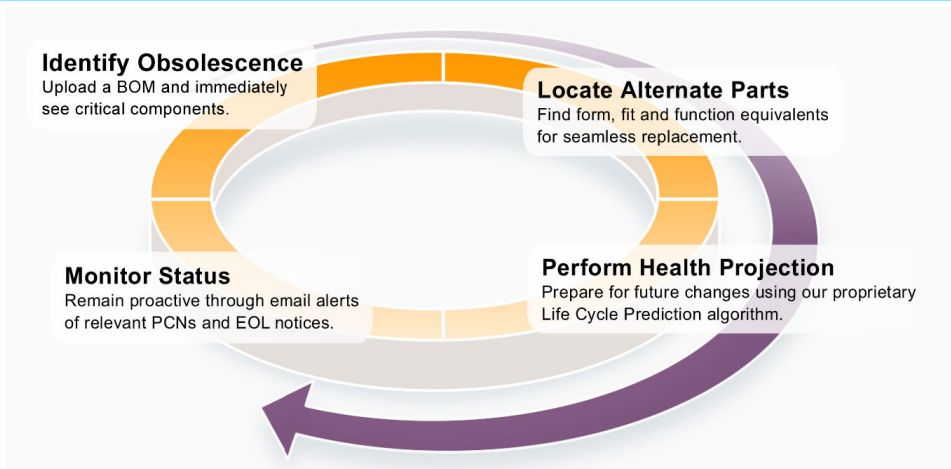 Identify Obsolescence
Upload a BOM and immediately
see critical components.
Locate Alternate Parts
Find form, fit and function equivalents
for seamless replacement.
Perform Health Projection
Prepare for future changes using our proprietary
Life Cycle Prediction algorithm.
Monitor Status
Remain proactive through email alerts
of relevant PCNs and EOL notices.